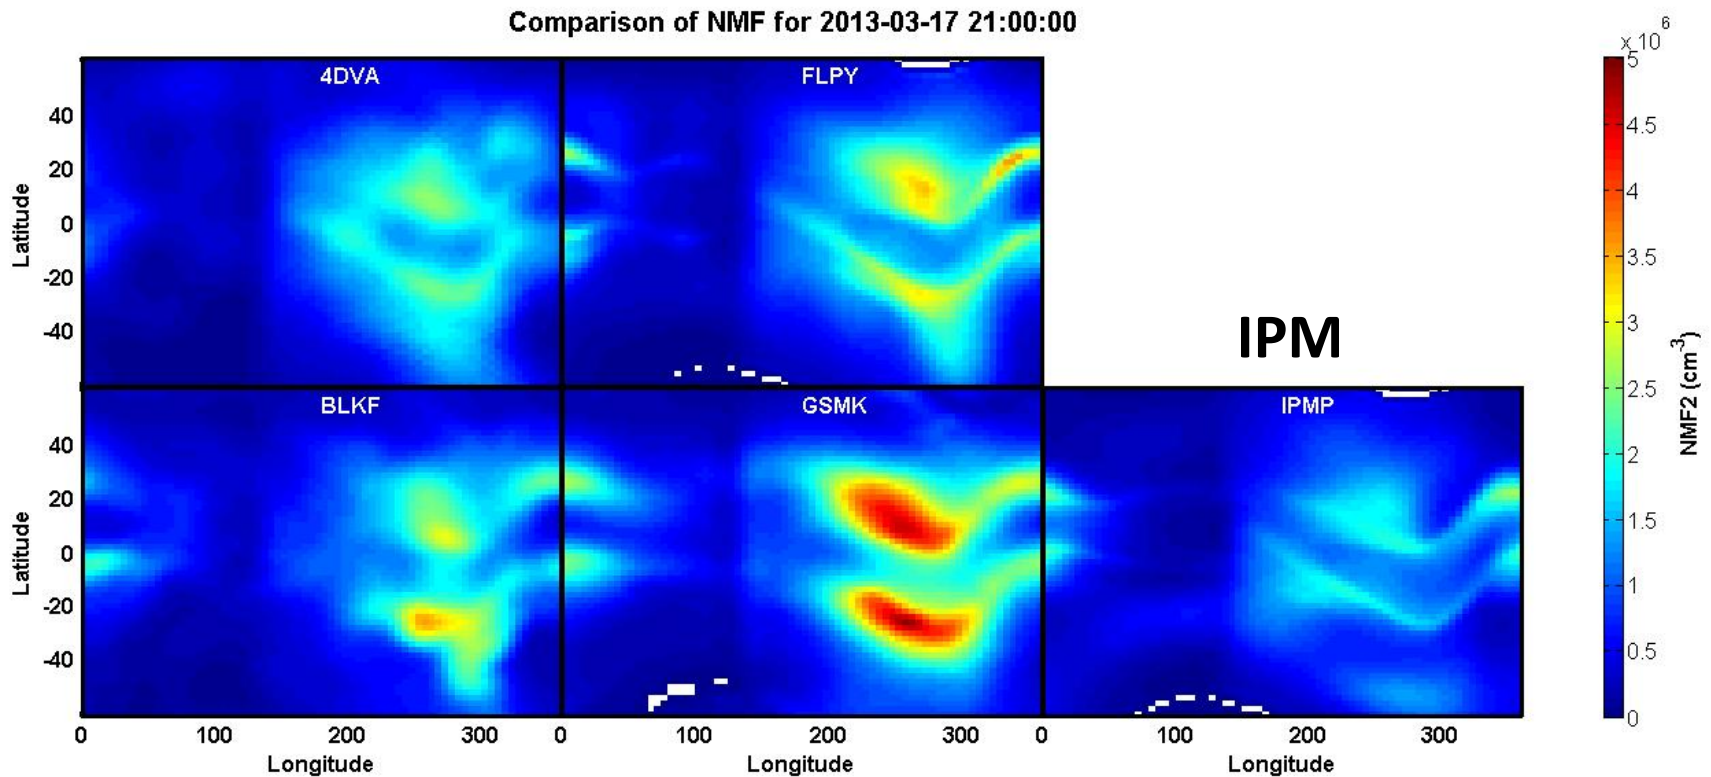 Comparison of NMF for 2013-03-17 21:00:00
4DVA
FLPY
Latitude
40
20
0
-20
-40
IPM
BLKF
GSMK
IPMP
Latitude
40
20
0
-20
-40
0 100 200 300 0 100 200 300 0 100 200 300
Longitude Longitude Longitude
x 10^6
5
4.5
4
3.5
3
2.5
2
1.5
1
0.5
0
NMF2 (cm^-3)